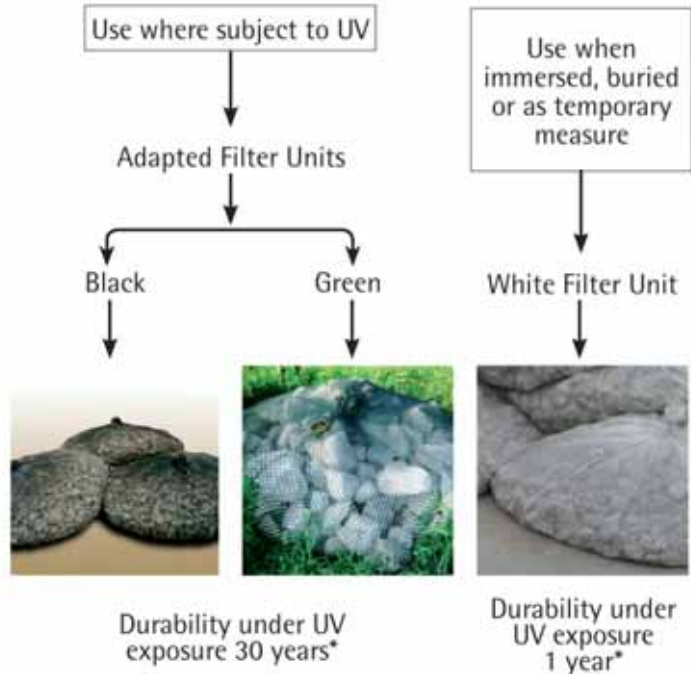 Use where subject to UV
Adapted Filter Units
Black
Green
Durability under UV
exposure 30 years*
Use when
immersed, buried
or as temporary
measure
White Filter Unit
Durability under
UV exposure
1 year*